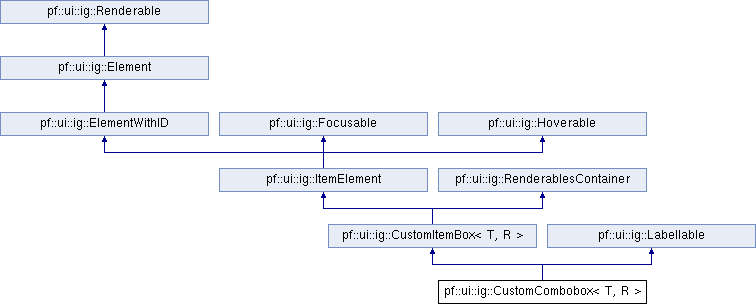 pf::ui::ig::Renderable
pf::ui::ig::Element
pf::ui::ig::ElementWithID
pf::ui::ig::Focusable
pf::ui::ig::Hoverable
pf::ui::ig::ItemElement
pf::ui::ig::RenderablesContainer
pf::ui::ig::CustomItemBox< T, R >
pf::ui::ig::Labellable
pf::ui::ig::CustomCombobox< T, R >